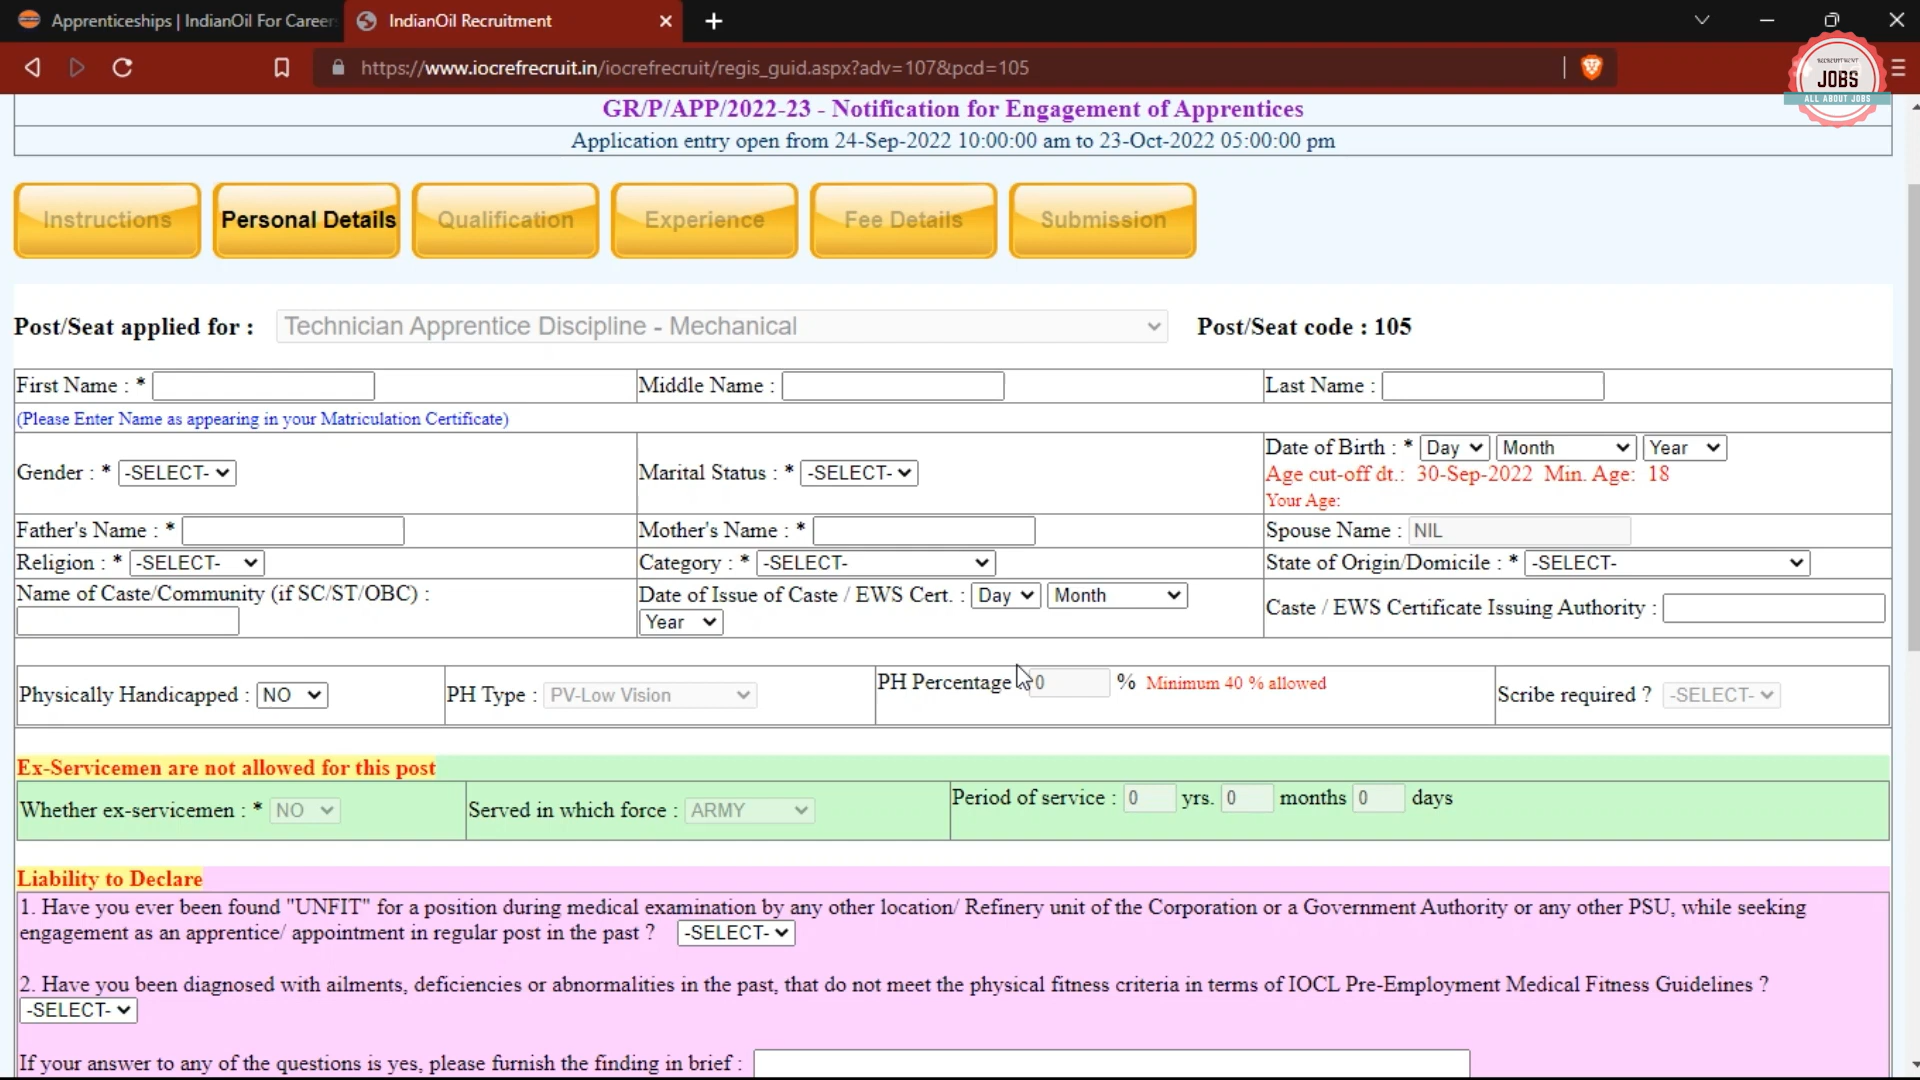 Apprenticeships | IndianOil For Career
IndianOil Recruitment
https://www.iocrefrecruit.in/iocrefrecruit/regis_guid.aspx?adv=107&pcd=105
RECRUITMENT
JOBS
ALL ABOUT JOBS
GR/P/APP/2022-23 - Notification for Engagement of Apprentices
Application entry open from 24-Sep-2022 10:00:00 am to 23-Oct-2022 05:00:00 pm
Instructions Personal Details Qualification Experience Fee Details Submission
Post/Seat applied for : Technician Apprentice Discipline - Mechanical Post/Seat code : 105
First Name : * Middle Name : Last Name :
(Please Enter Name as appearing in your Matriculation Certificate)
Gender : * -SELECT- Marital Status : * -SELECT- Date of Birth : * Day Month Year
Age cut-off dt.: 30-Sep-2022 Min. Age: 18
Your Age:
Father's Name : * Mother's Name : * Spouse Name : NIL
Religion : * -SELECT- Category : * -SELECT- State of Origin/Domicile : * -SELECT-
Name of Caste/Community (if SC/ST/OBC) : Date of Issue of Caste / EWS Cert. : Day Month
Year
Caste / EWS Certificate Issuing Authority :
Physically Handicapped : NO PH Type : PV-Low Vision PH Percentage 0 % Minimum 40 % allowed Scribe required ? -SELECT-
Ex-Servicemen are not allowed for this post
Whether ex-servicemen : * NO Served in which force : ARMY Period of service : 0 yrs. 0 months 0 days
Liability to Declare
1. Have you ever been found "UNFIT" for a position during medical examination by any other location/ Refinery unit of the Corporation or a Government Authority or any other PSU, while seeking
engagement as an apprentice/ appointment in regular post in the past ? -SELECT-
2. Have you been diagnosed with ailments, deficiencies or abnormalities in the past, that do not meet the physical fitness criteria in terms of IOCL Pre-Employment Medical Fitness Guidelines ?
-SELECT-
If your answer to any of the questions is yes, please furnish the finding in brief :